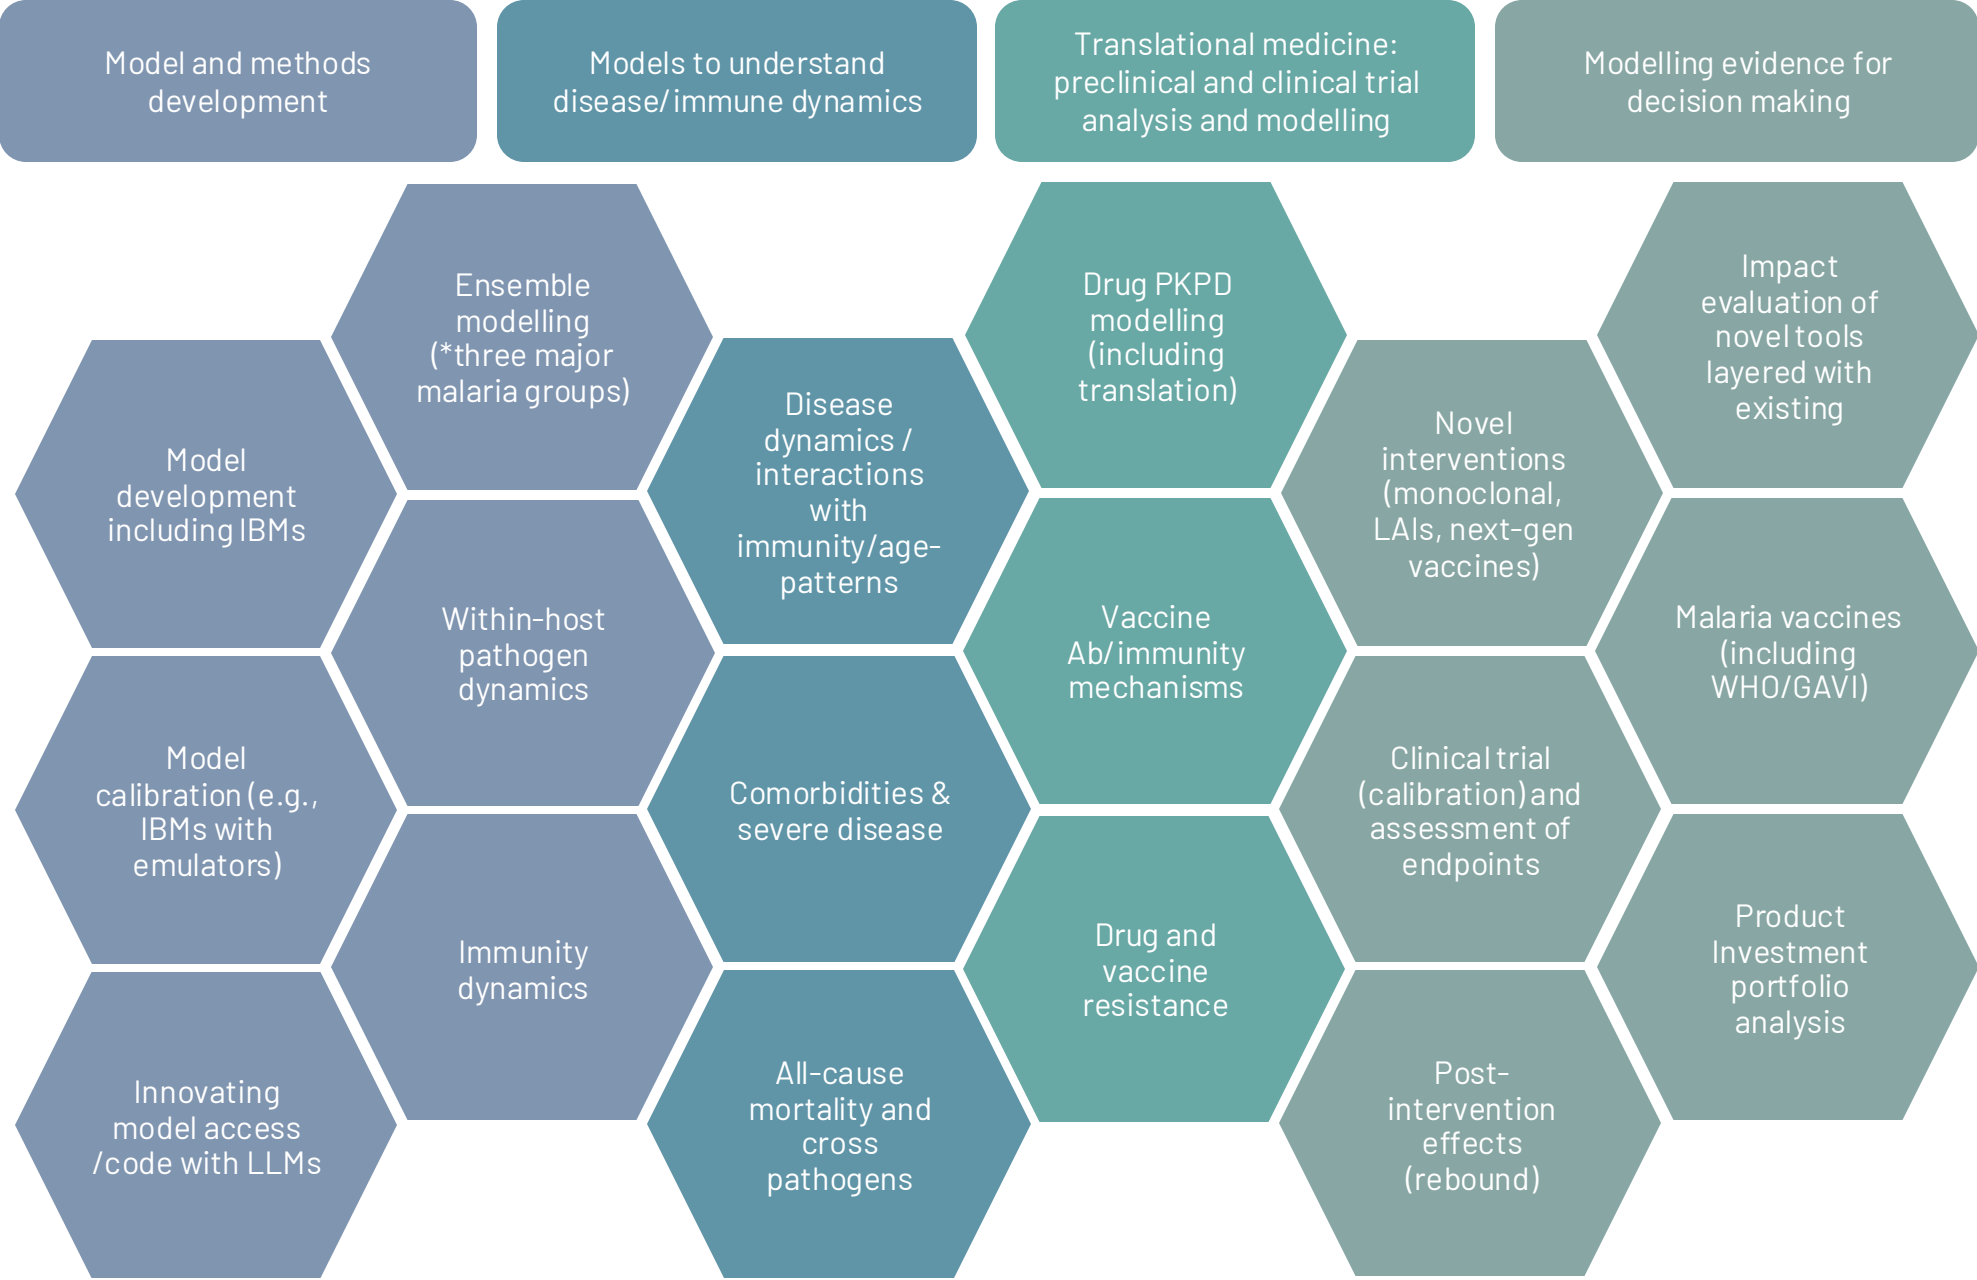 Model and methods
development
Models to understand
disease/immune dynamics
Translational medicine:
preclinical and clinical trial
analysis and modelling
Modelling evidence for
decision making
Model
development
including IBMs
Model
calibration (e.g.,
IBMs with
emulators)
Innovating
model access
/code with LLMs
Ensemble
modelling
(*three major
malaria groups)
Within-host
pathogen
dynamics
Immunity
dynamics
Disease
dynamics /
interactions
with
immunity/age-
patterns
Comorbidities &
severe disease
All-cause
mortality and
cross
pathogens
Drug PKPD
modelling
(including
translation)
Vaccine
Ab/immunity
mechanisms
Drug and
vaccine
resistance
Novel
interventions
(monoclonal,
LAIs, next-gen
vaccines)
Clinical trial
(calibration) and
assessment of
endpoints
Post-
intervention
effects
(rebound)
Impact
evaluation of
novel tools
layered with
existing
Malaria vaccines
(including
WHO/GAVI)
Product
Investment
portfolio
analysis